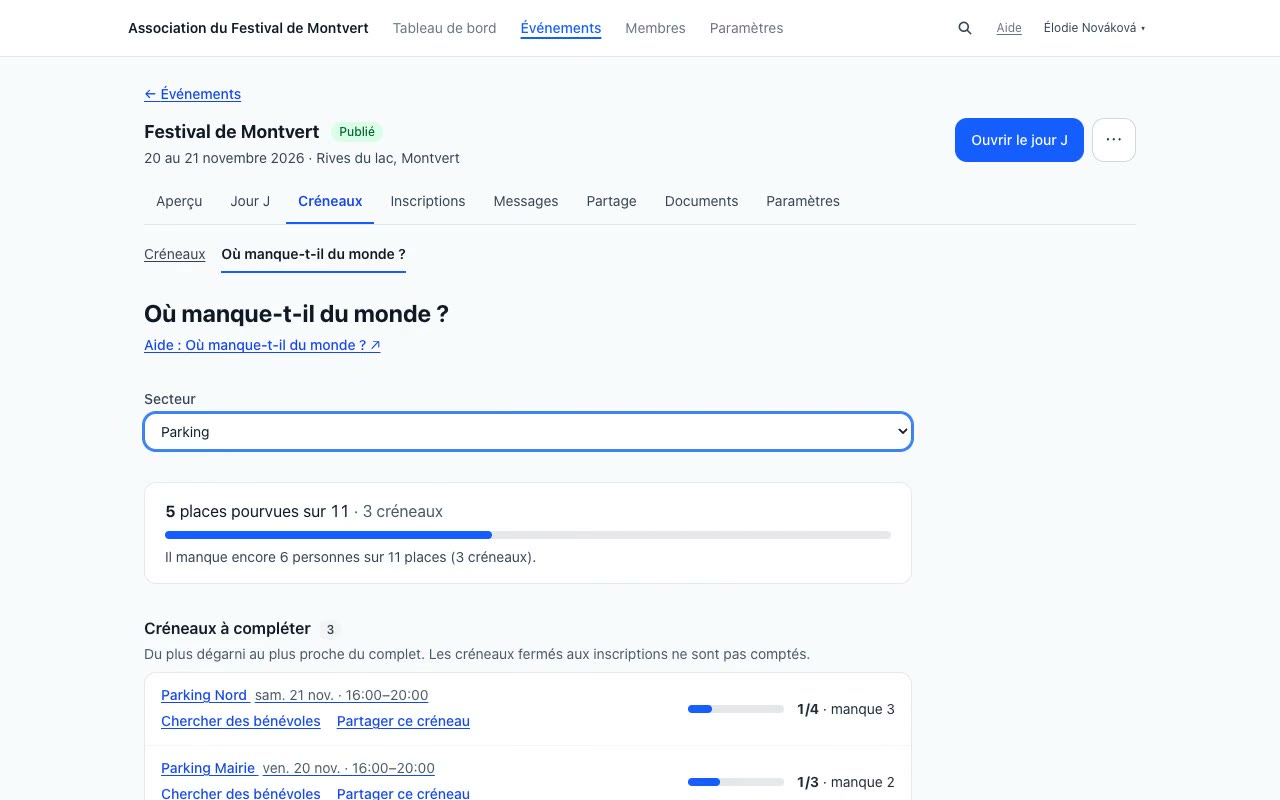 Association du Festival de Montvert Tableau de bord Événements Membres Paramètres Aide Élodie Nováková
← Événements
Festival de Montvert Publié
20 au 21 novembre 2026 · Rives du lac, Montvert
Ouvrir le jour J ···
Aperçu Jour J Créneaux Inscriptions Messages Partage Documents Paramètres
Créneaux Où manque-t-il du monde ?
Où manque-t-il du monde ?
Aide : Où manque-t-il du monde ? ↗
Secteur
Parking
5 places pourvues sur 11 · 3 créneaux
Il manque encore 6 personnes sur 11 places (3 créneaux).
Créneaux à compléter 3
Du plus dégarni au plus proche du complet. Les créneaux fermés aux inscriptions ne sont pas comptés.
Parking Nord sam. 21 nov. · 16:00–20:00
1/4 · manque 3
Chercher des bénévoles Partager ce créneau
Parking Mairie ven. 20 nov. · 16:00–20:00
1/3 · manque 2
Chercher des bénévoles Partager ce créneau